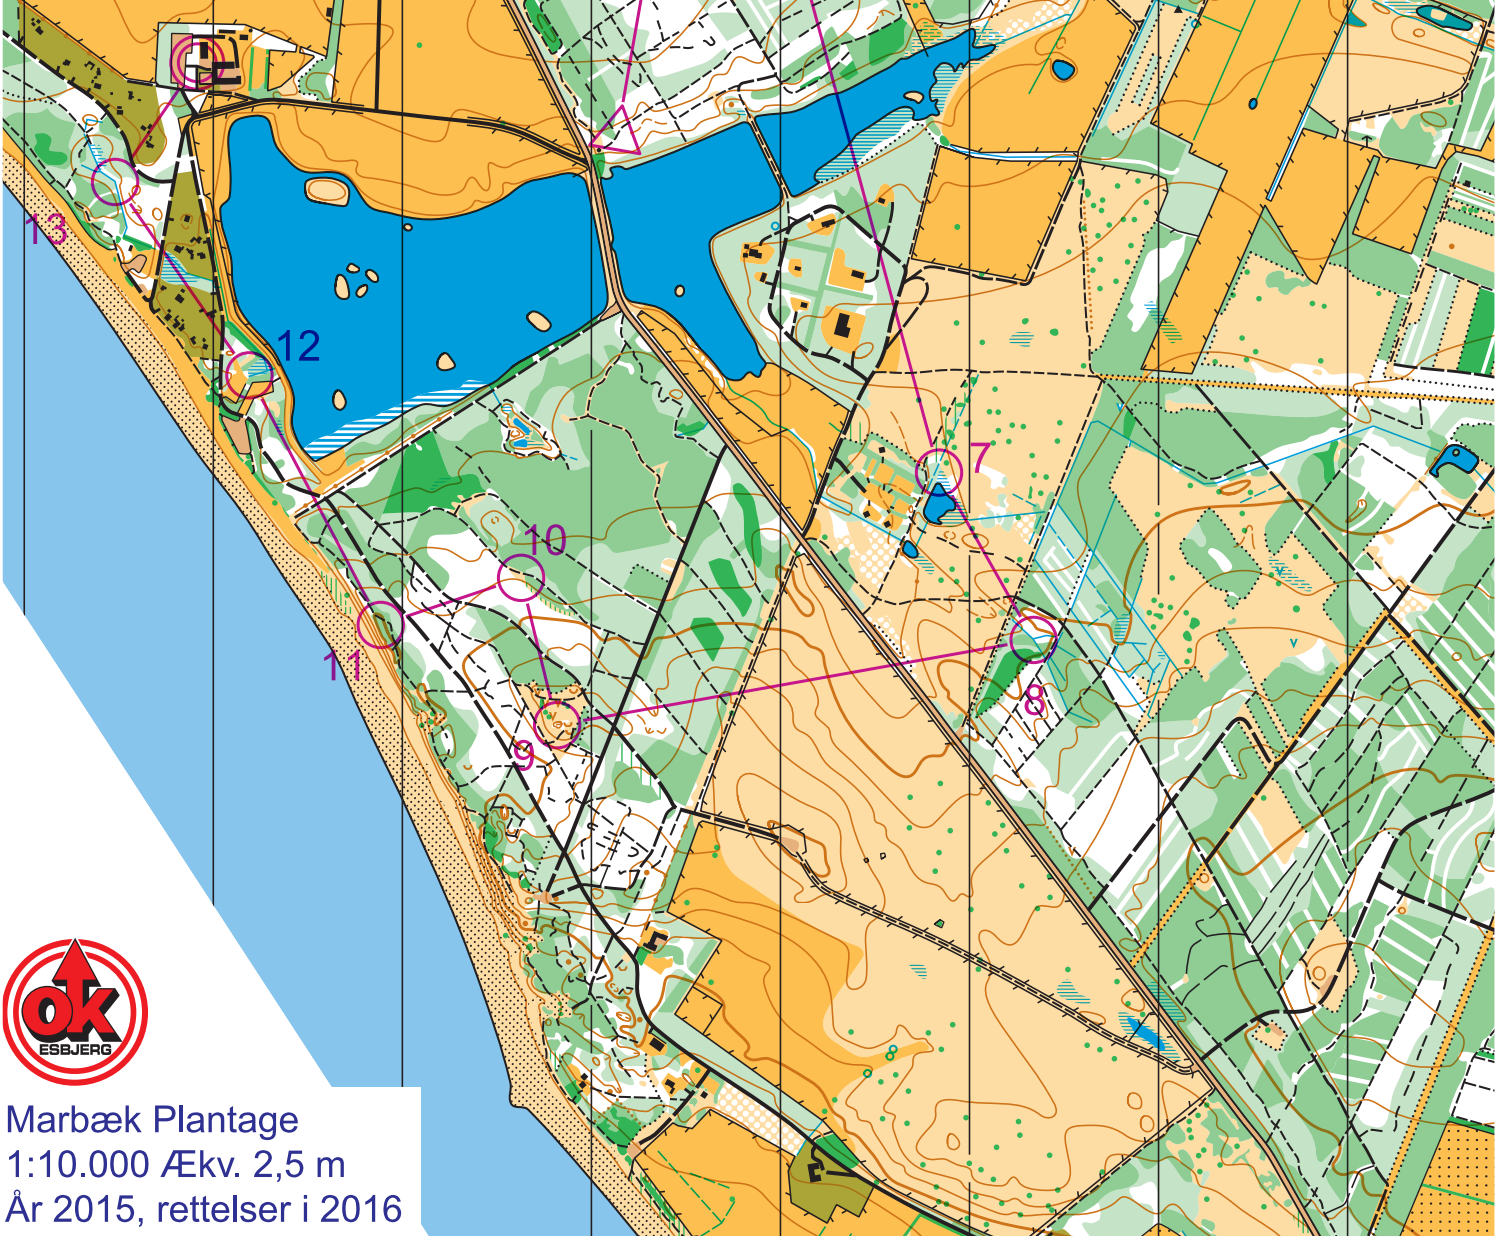 13
12
7
10
11
8
9
ok
ESBJERG
Marbæk Plantage
1:10.000 Ækv. 2,5 m
År 2015, rettelser i 2016